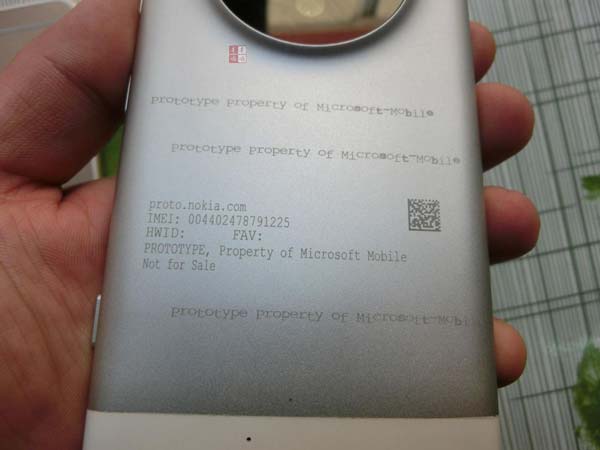 Prototype Property of Microsoft-Mobile
Prototype Property of Microsoft-Mobile
proto.nokia.com
IMEI: 004402478791225
HWID: FAV:
PROTOTYPE, Property of Microsoft Mobile
Not for Sale
Prototype Property of Microsoft-Mobil